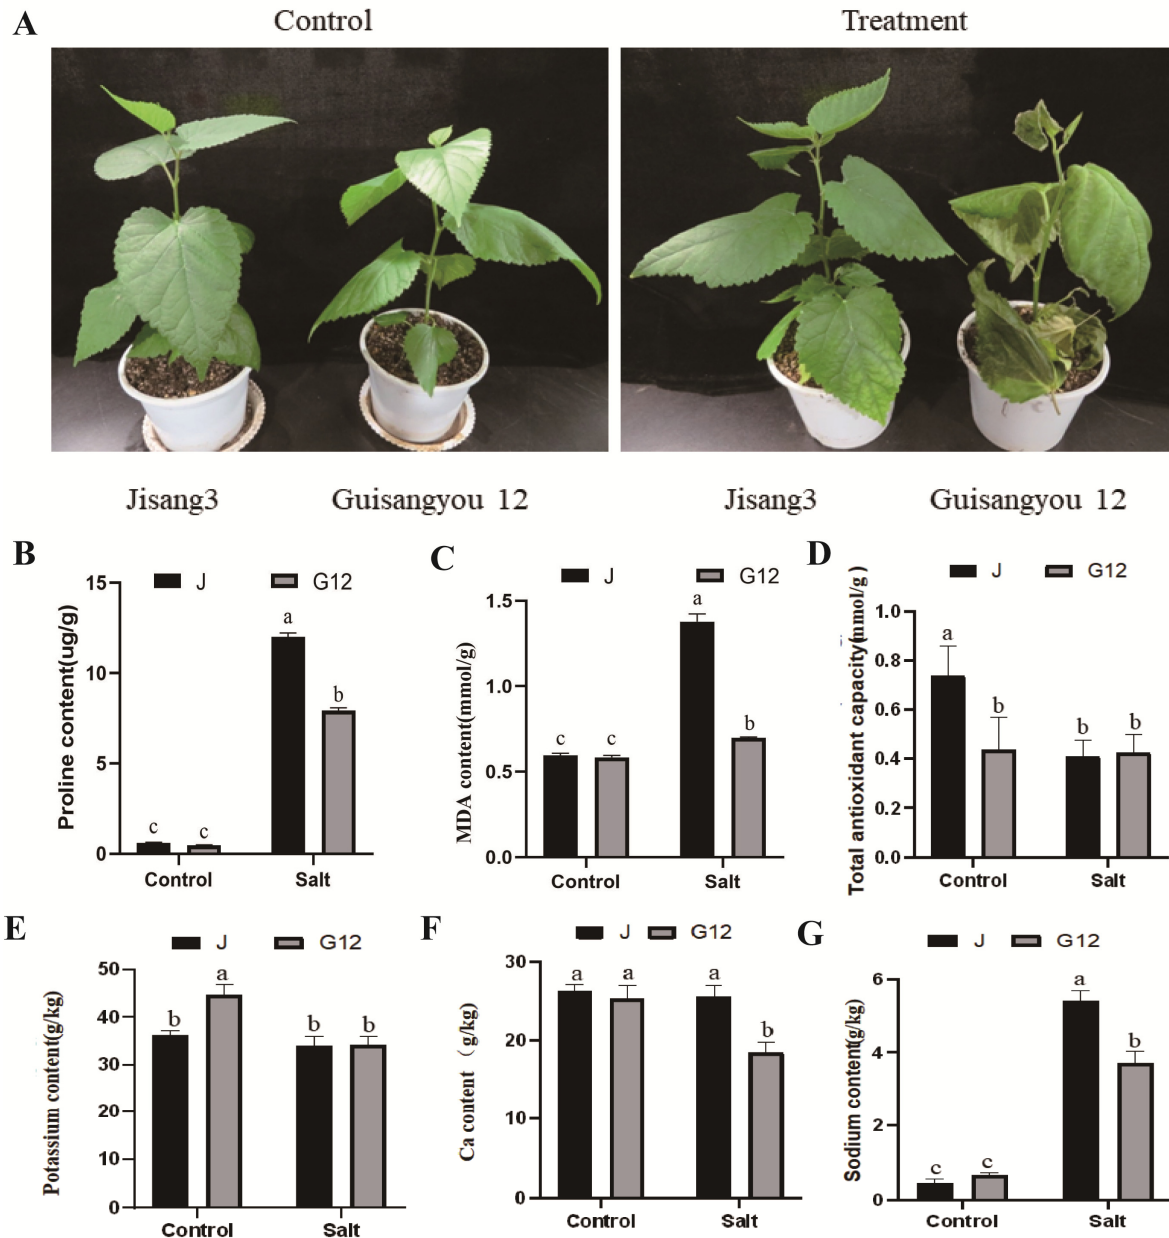 A
Control
Treatment
Jisang3
Guisangyou 12
Jisang3
Guisangyou 12
B
J
G12
Proline content(ug/g)
15
10
5
0
a
b
c
c
Control
Salt
C
J
G12
MDA content(mmol/g)
1.5
1.0
0.5
0.0
a
b
c
c
Control
Salt
D
J
G12
Total antioxidant capacity(mmol/g )
1.0
0.8
0.6
0.4
0.2
0.0
a
b
b
b
Control
Salt
E
J
G12
Potassium content(g/kg)
50
40
30
20
10
0
b
a
b
b
Control
Salt
F
J
G12
Ca content（g/kg)
30
20
10
0
a
a
a
b
Control
Salt
G
J
G12
Sodium content(g/kg)
6
4
2
0
c
c
a
b
Control
Salt